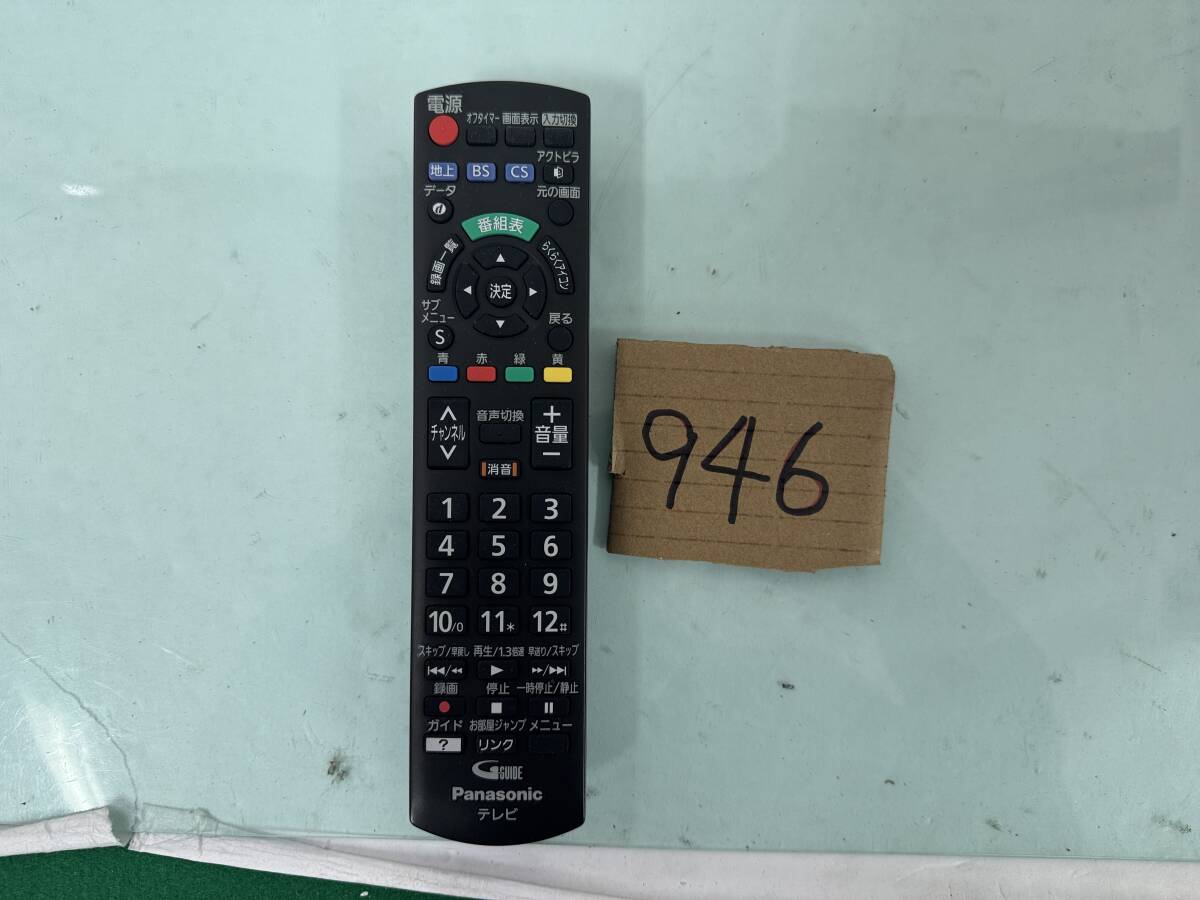 電源
オフタイマー 画面表示 入力切換
アクトビラ
地上 BS CS
データ 元の画面
d
番組表
録画一覧 らくらくアイコン
決定
サブ
メニュー 戻る
S
青 赤 緑 黄
チャンネル 音声切換 + 音量 -
消音
946
1 2 3
4 5 6
7 8 9
10/0 11* 12#
スキップ/早戻し 再生/1.3倍速 早送り/スキップ
録画 停止 一時停止/静止
ガイド お部屋ジャンプ メニュー
? リンク
G GUIDE
Panasonic
テレビ